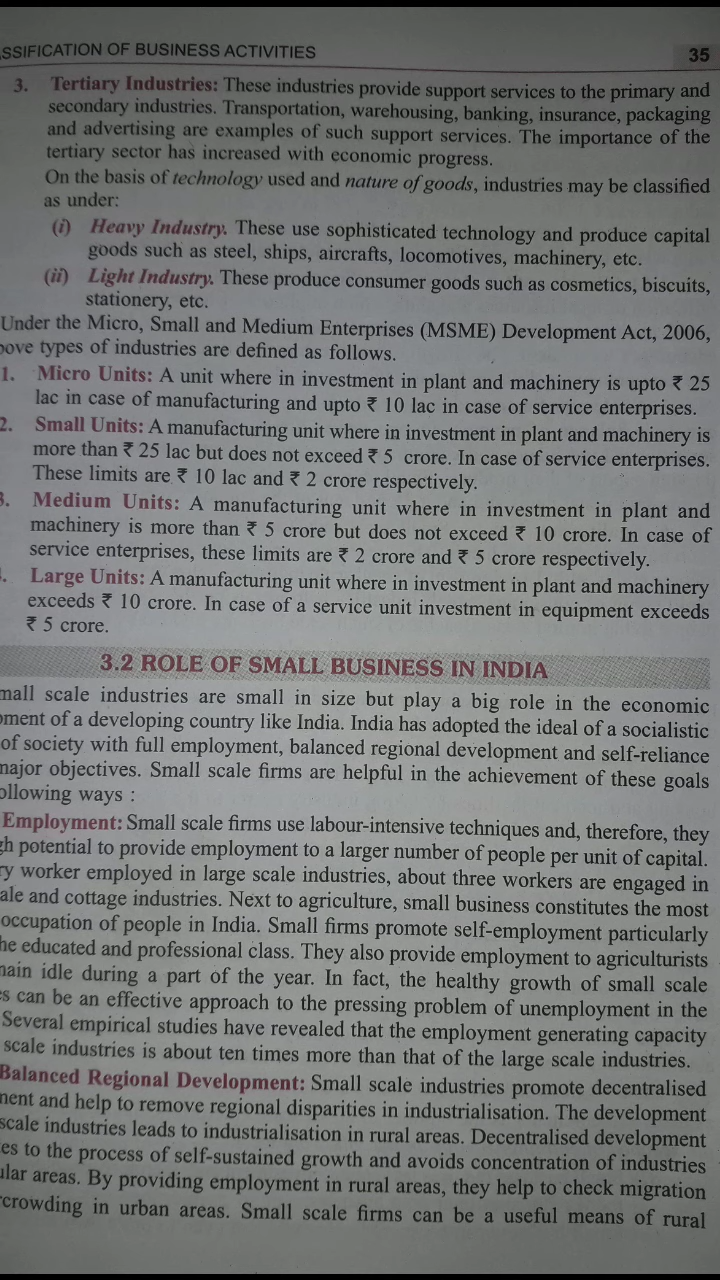 SSIFICATION OF BUSINESS ACTIVITIES 35
3. Tertiary Industries: These industries provide support services to the primary and
secondary industries. Transportation, warehousing, banking, insurance, packaging
and advertising are examples of such support services. The importance of the
tertiary sector has increased with economic progress.
On the basis of technology used and nature of goods, industries may be classified
as under:
(i) Heavy Industry. These use sophisticated technology and produce capital
goods such as steel, ships, aircrafts, locomotives, machinery, etc.
(ii) Light Industry. These produce consumer goods such as cosmetics, biscuits,
stationery, etc.
Under the Micro, Small and Medium Enterprises (MSME) Development Act, 2006,
ove types of industries are defined as follows.
1. Micro Units: A unit where in investment in plant and machinery is upto ₹ 25
lac in case of manufacturing and upto ₹ 10 lac in case of service enterprises.
2. Small Units: A manufacturing unit where in investment in plant and machinery is
more than ₹ 25 lac but does not exceed ₹ 5 crore. In case of service enterprises.
These limits are ₹ 10 lac and ₹ 2 crore respectively.
3. Medium Units: A manufacturing unit where in investment in plant and
machinery is more than ₹ 5 crore but does not exceed ₹ 10 crore. In case of
service enterprises, these limits are ₹ 2 crore and ₹ 5 crore respectively.
. Large Units: A manufacturing unit where in investment in plant and machinery
exceeds ₹ 10 crore. In case of a service unit investment in equipment exceeds
₹ 5 crore.
3.2 ROLE OF SMALL BUSINESS IN INDIA
mall scale industries are small in size but play a big role in the economic
pment of a developing country like India. India has adopted the ideal of a socialistic
of society with full employment, balanced regional development and self-reliance
major objectives. Small scale firms are helpful in the achievement of these goals
ollowing ways :
Employment: Small scale firms use labour-intensive techniques and, therefore, they
gh potential to provide employment to a larger number of people per unit of capital.
ry worker employed in large scale industries, about three workers are engaged in
ale and cottage industries. Next to agriculture, small business constitutes the most
occupation of people in India. Small firms promote self-employment particularly
he educated and professional class. They also provide employment to agriculturists
main idle during a part of the year. In fact, the healthy growth of small scale
es can be an effective approach to the pressing problem of unemployment in the
Several empirical studies have revealed that the employment generating capacity
scale industries is about ten times more than that of the large scale industries.
Balanced Regional Development: Small scale industries promote decentralised
ment and help to remove regional disparities in industrialisation. The development
scale industries leads to industrialisation in rural areas. Decentralised development
es to the process of self-sustained growth and avoids concentration of industries
ular areas. By providing employment in rural areas, they help to check migration
rcrowding in urban areas. Small scale firms can be a useful means of rural